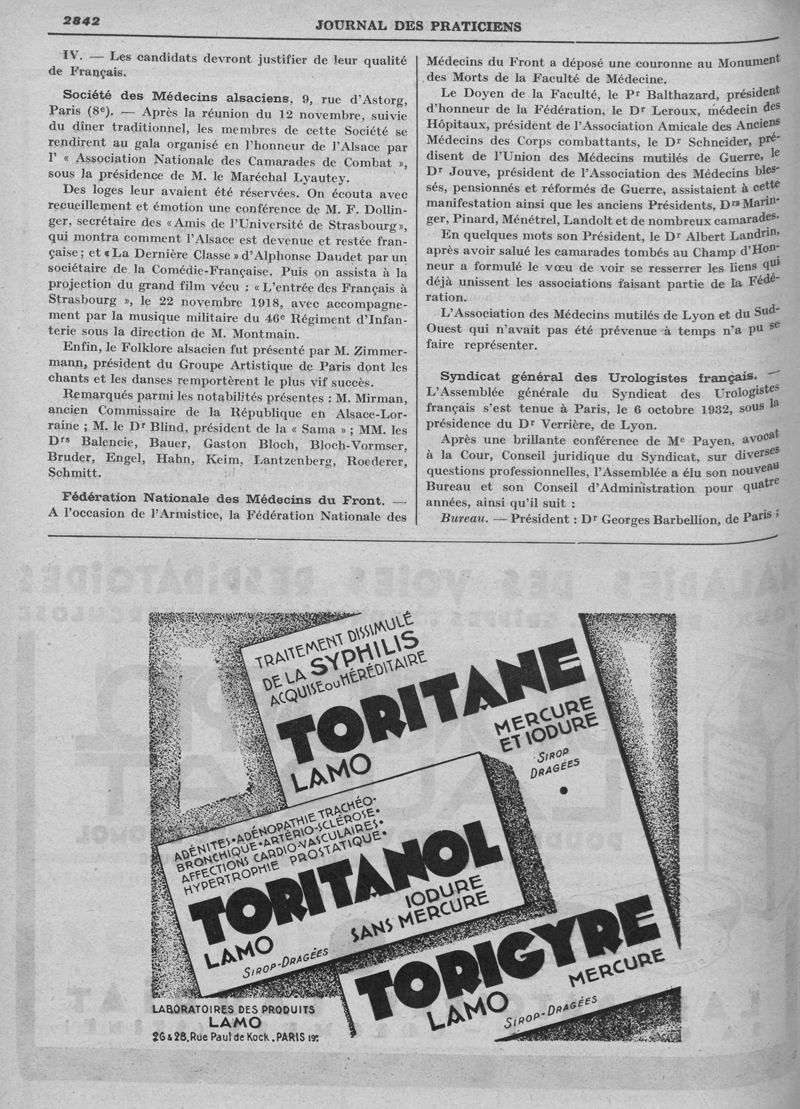 2842
JOURNAL DES PRATICIENS
IV. — Les candidats devront justifier de leur qualité
de Français.
Société des Médecins alsaciens, 9, rue d'Astorg,
Paris (8e). — Après la réunion du 12 novembre, suivie
du dîner traditionnel, les membres de cette Société se
rendirent au gala organisé en l'honneur de l'Alsace par
l' « Association Nationale des Camarades de Combat »,
sous la présidence de M. le Maréchal Lyautey.
Des loges leur avaient été réservées. On écouta avec
recueillement et émotion une conférence de M. F. Dollin-
ger, secrétaire des « Amis de l'Université de Strasbourg »,
qui montra comment l'Alsace est devenue et restée fran-
çaise ; et « La Dernière Classe » d'Alphonse Daudet par un
sociétaire de la Comédie-Française. Puis on assista à la
projection du grand film vécu : « L'entrée des Français à
Strasbourg », le 22 novembre 1918, avec accompagne-
ment par la musique militaire du 46e Régiment d'Infan-
terie sous la direction de M. Montmain.
Enfin, le Folklore alsacien fut présenté par M. Zimmer-
mann, président du Groupe Artistique de Paris dont les
chants et les danses remportèrent le plus vif succès.
Remarqués parmi les notabilités présentes : M. Mirman,
ancien Commissaire de la République en Alsace-Lor-
raine ; M. le Dr Blind, président de la « Sama » ; MM. les
Drs Balencie, Bauer, Gaston Bloch, Bloch-Vormser,
Bruder, Engel, Hahn, Keim, Lantzenberg, Roederer,
Schmitt.
Fédération Nationale des Médecins du Front. —
A l'occasion de l'Armistice, la Fédération Nationale des
Médecins du Front a déposé une couronne au Monument
des Morts de la Faculté de Médecine.
Le Doyen de la Faculté, le Pr Balthazard, président
d'honneur de la Fédération, le Dr Leroux, médecin des
Hôpitaux, président de l'Association Amicale des Anciens
Médecins des Corps combattants, le Dr Schneider, pré-
disent de l'Union des Médecins mutilés de Guerre, le
Dr Jouve, président de l'Association des Médecins bles-
sés, pensionnés et réformés de Guerre, assistaient à cette
manifestation ainsi que les anciens Présidents, Drs Marin-
ger, Pinard, Ménétrel, Landolt et de nombreux camarades.
En quelques mots son Président, le Dr Albert Landrin,
après avoir salué les camarades tombés au Champ d'Hon-
neur a formulé le vœu de voir se resserrer les liens qui
déjà unissent les associations faisant partie de la Fédé-
ration.
L'Association des Médecins mutilés de Lyon et du Sud-
Ouest qui n'avait pas été prévenue à temps n'a pu se
faire représenter.
Syndicat général des Urologistes français. —
L'Assemblée générale du Syndicat des Urologistes
français s'est tenue à Paris, le 6 octobre 1932, sous la
présidence du Dr Verrière, de Lyon.
Après une brillante conférence de Me Payen, avocat
à la Cour, Conseil juridique du Syndicat, sur diverses
questions professionnelles, l'Assemblée a élu son nouveau
Bureau et son Conseil d'Administration pour quatre
années, ainsi qu'il suit :
Bureau. — Président : Dr Georges Barbellion, de Paris ;
TRAITEMENT DISSIMULÉ
DE LA SYPHILIS
ACQUISE OU HÉRÉDITAIRE
TORITANE
LAMO
MERCURE
ET IODURE
SIROP
DRAGÉES
ADÉNITES • ADÉNOPATHIE TRACHÉO-
BRONCHIQUE • ARTÉRIO-SCLÉROSE •
AFFECTIONS CARDIO-VASCULAIRES •
HYPERTROPHIE PROSTATIQUE •
TORITANOL
LAMO
IODURE
SANS MERCURE
SIROP-DRAGÉES
TORIGYRE
LAMO
MERCURE
SIROP-DRAGÉES
LABORATOIRES DES PRODUITS
LAMO
26 & 28, Rue Paul de Kock . PARIS 19e